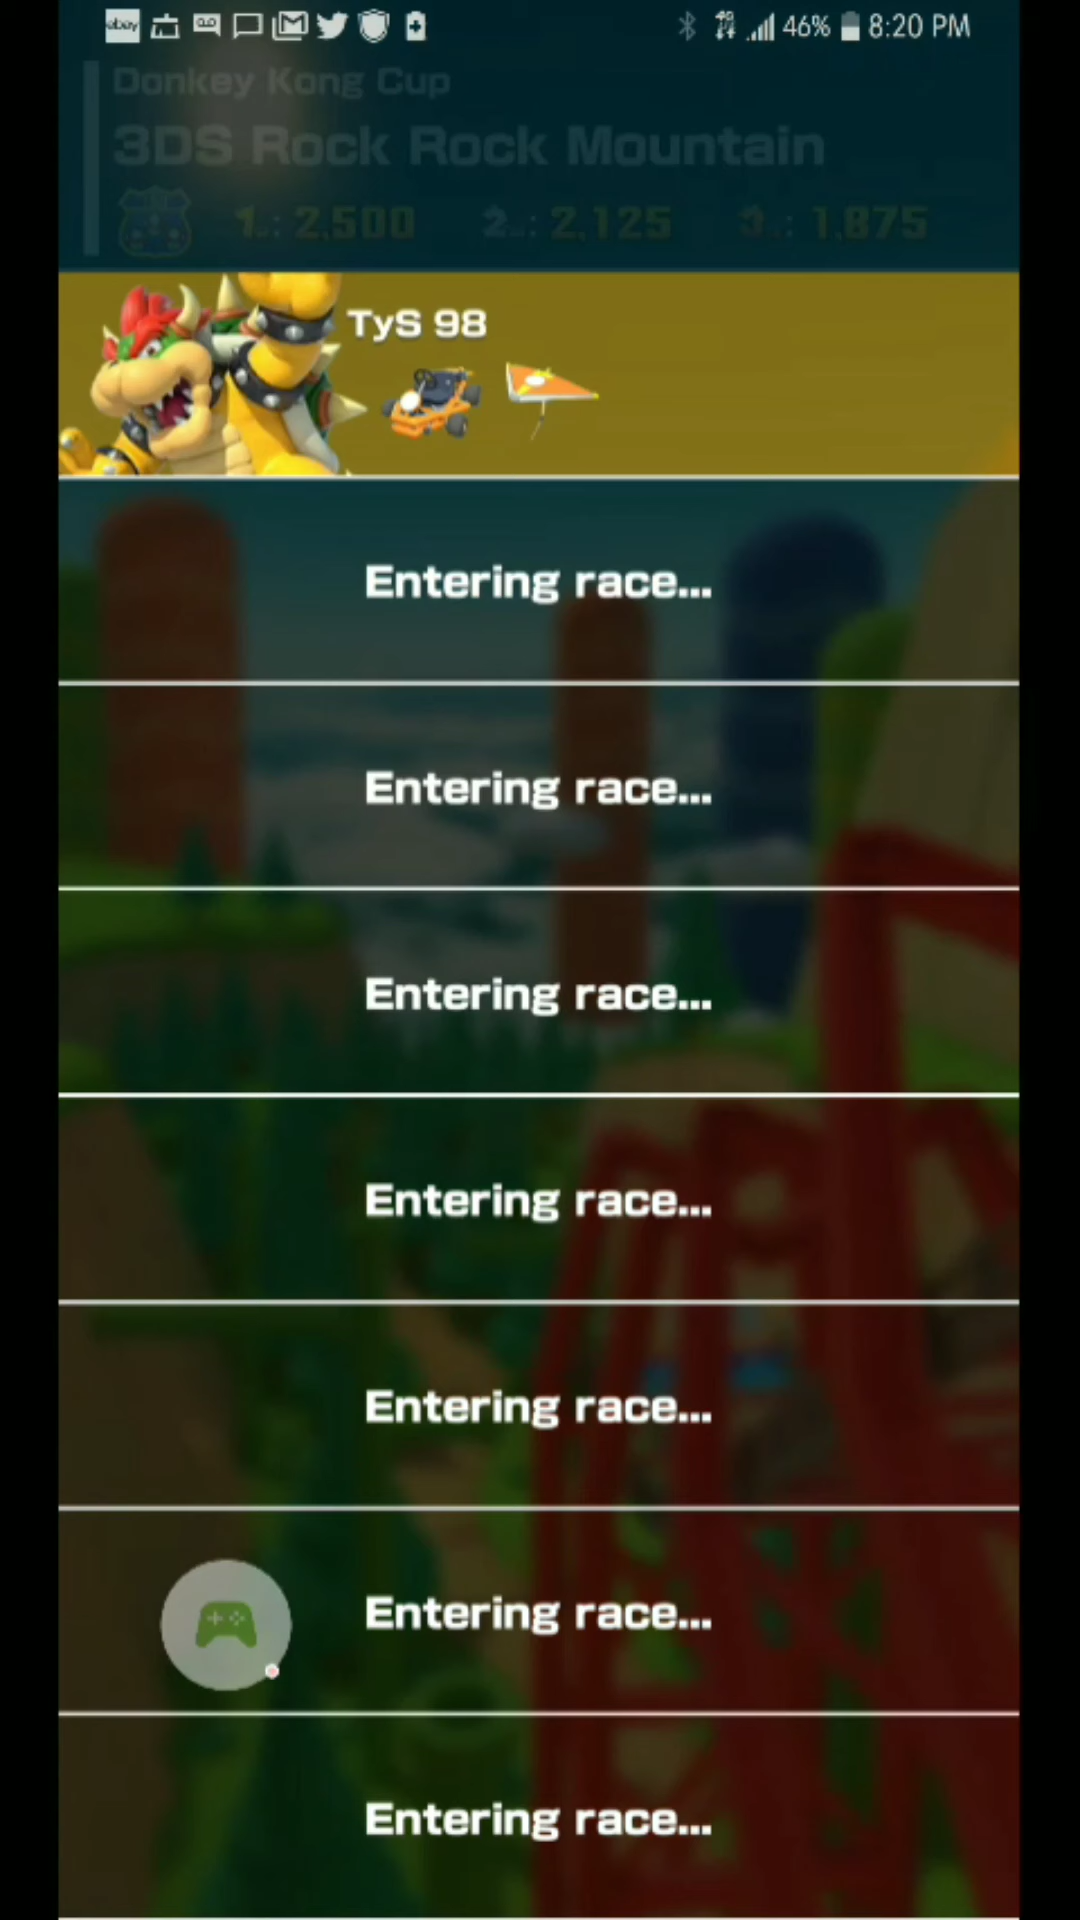 ebay 46% 8:20 PM
Donkey Kong Cup
3DS Rock Rock Mountain
1..: 2,500 2..: 2,125 3..: 1,875
TyS 98
Entering race...
Entering race...
Entering race...
Entering race...
Entering race...
Entering race...
Entering race...